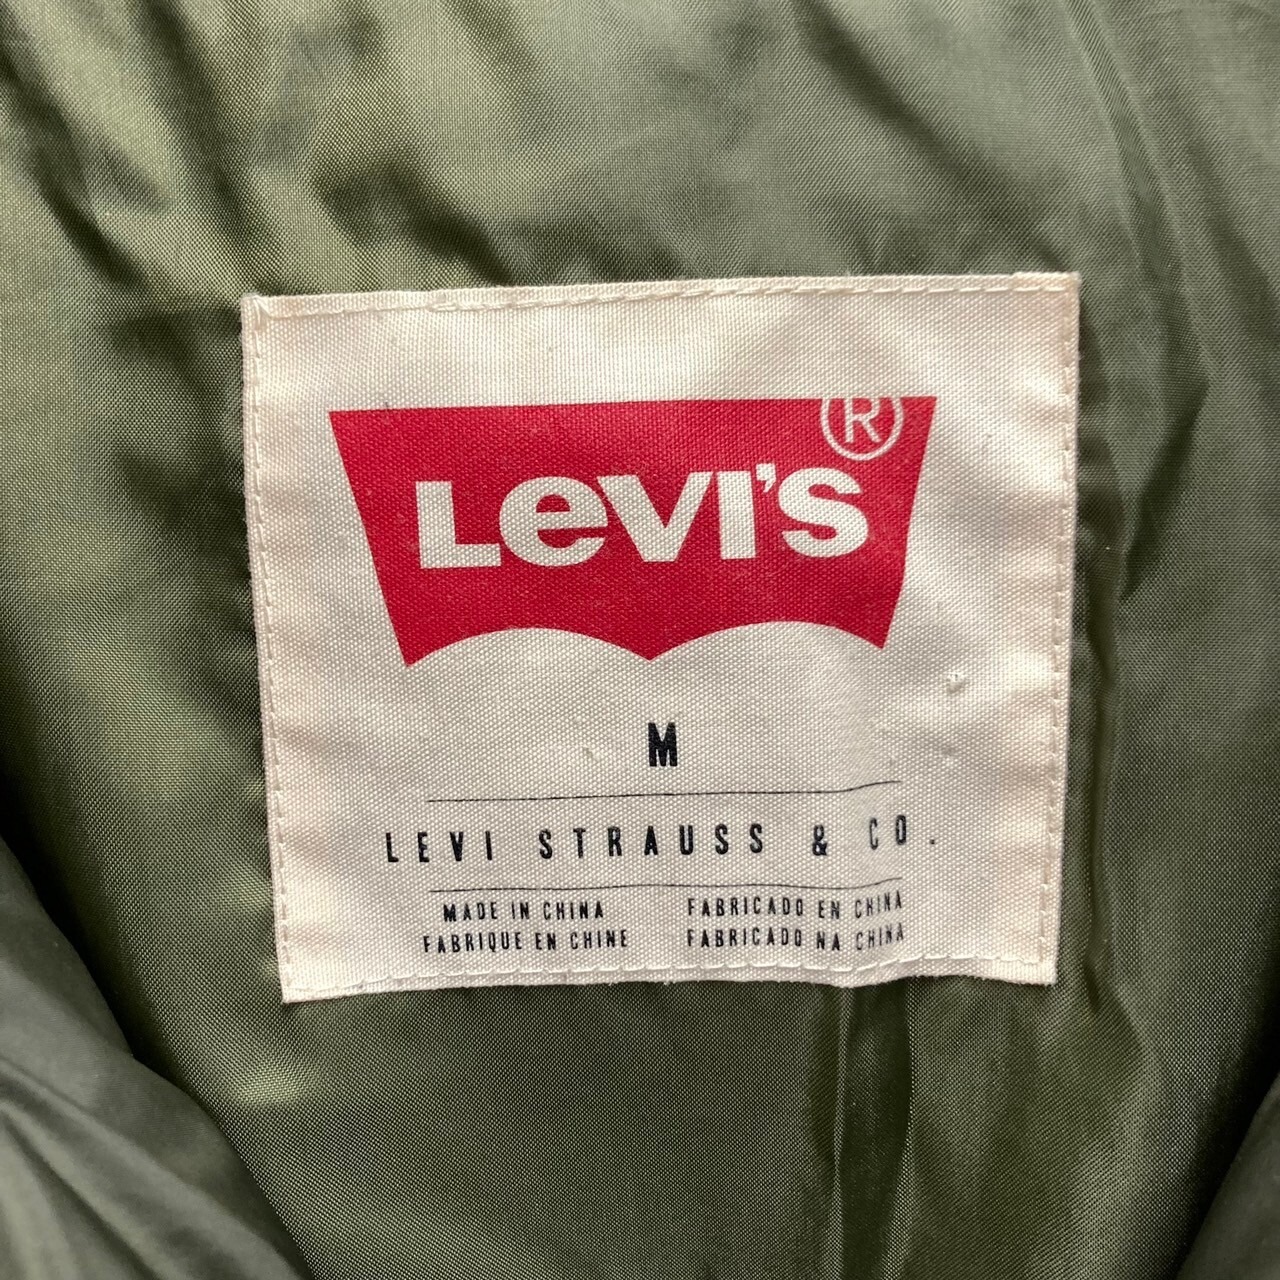 LEVI'S®
M
LEVI STRAUSS & CO.
MADE IN CHINA
FABRIQUE EN CHINE
FABRICADO EN CHINA
FABRICADO NA CHINA